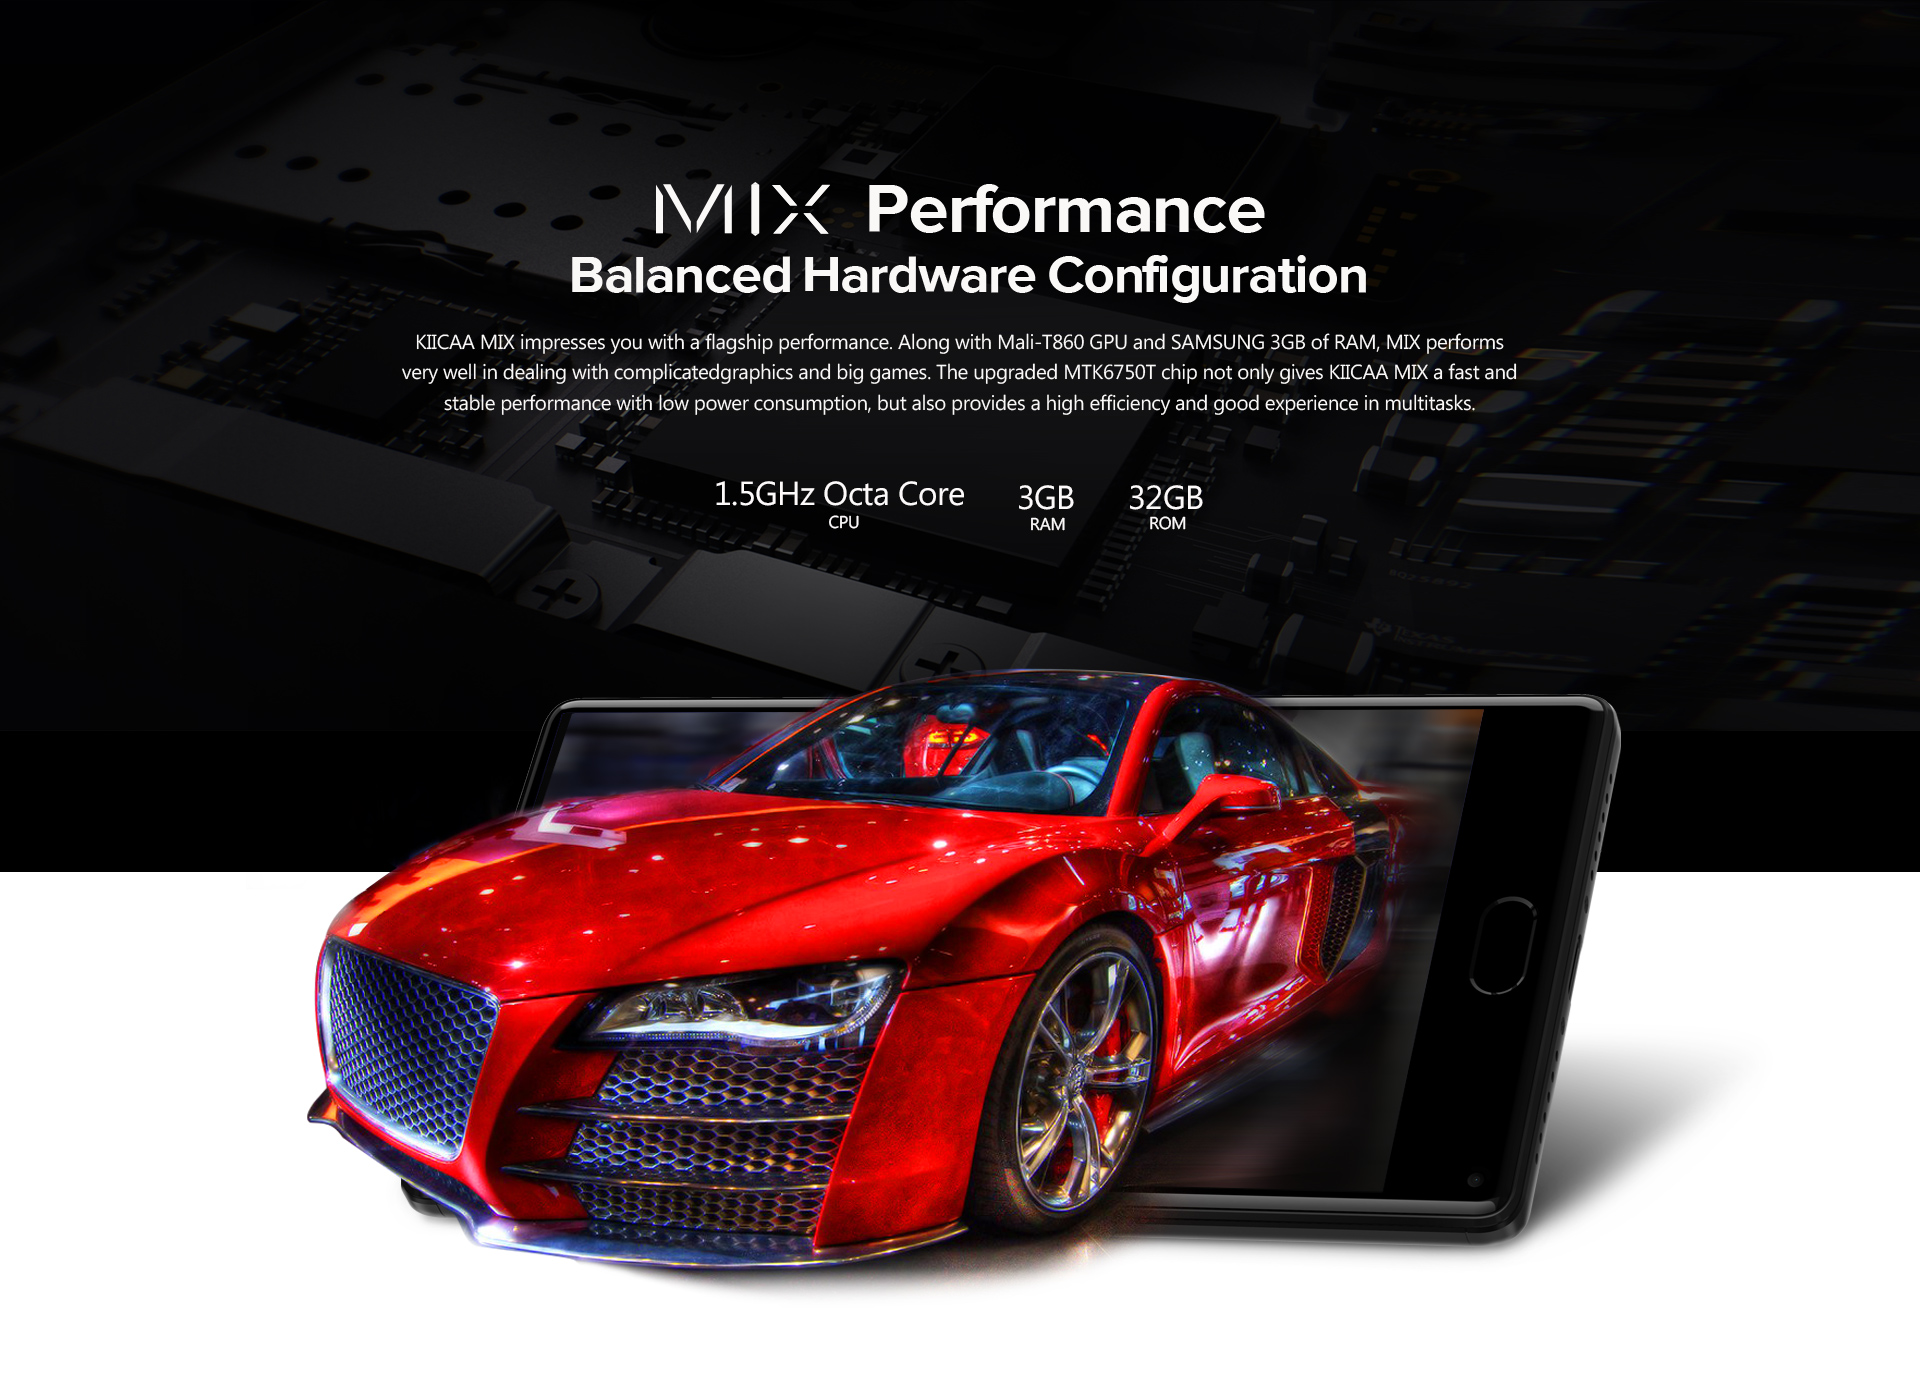 MIX Performance
Balanced Hardware Configuration
KIICAA MIX impresses you with a flagship performance. Along with Mali-T860 GPU and SAMSUNG 3GB of RAM, MIX performs
very well in dealing with complicatedgraphics and big games. The upgraded MTK6750T chip not only gives KIICAA MIX a fast and
stable performance with low power consumption, but also provides a high efficiency and good experience in multitasks.
1.5GHz Octa Core 3GB 32GB
CPU RAM ROM